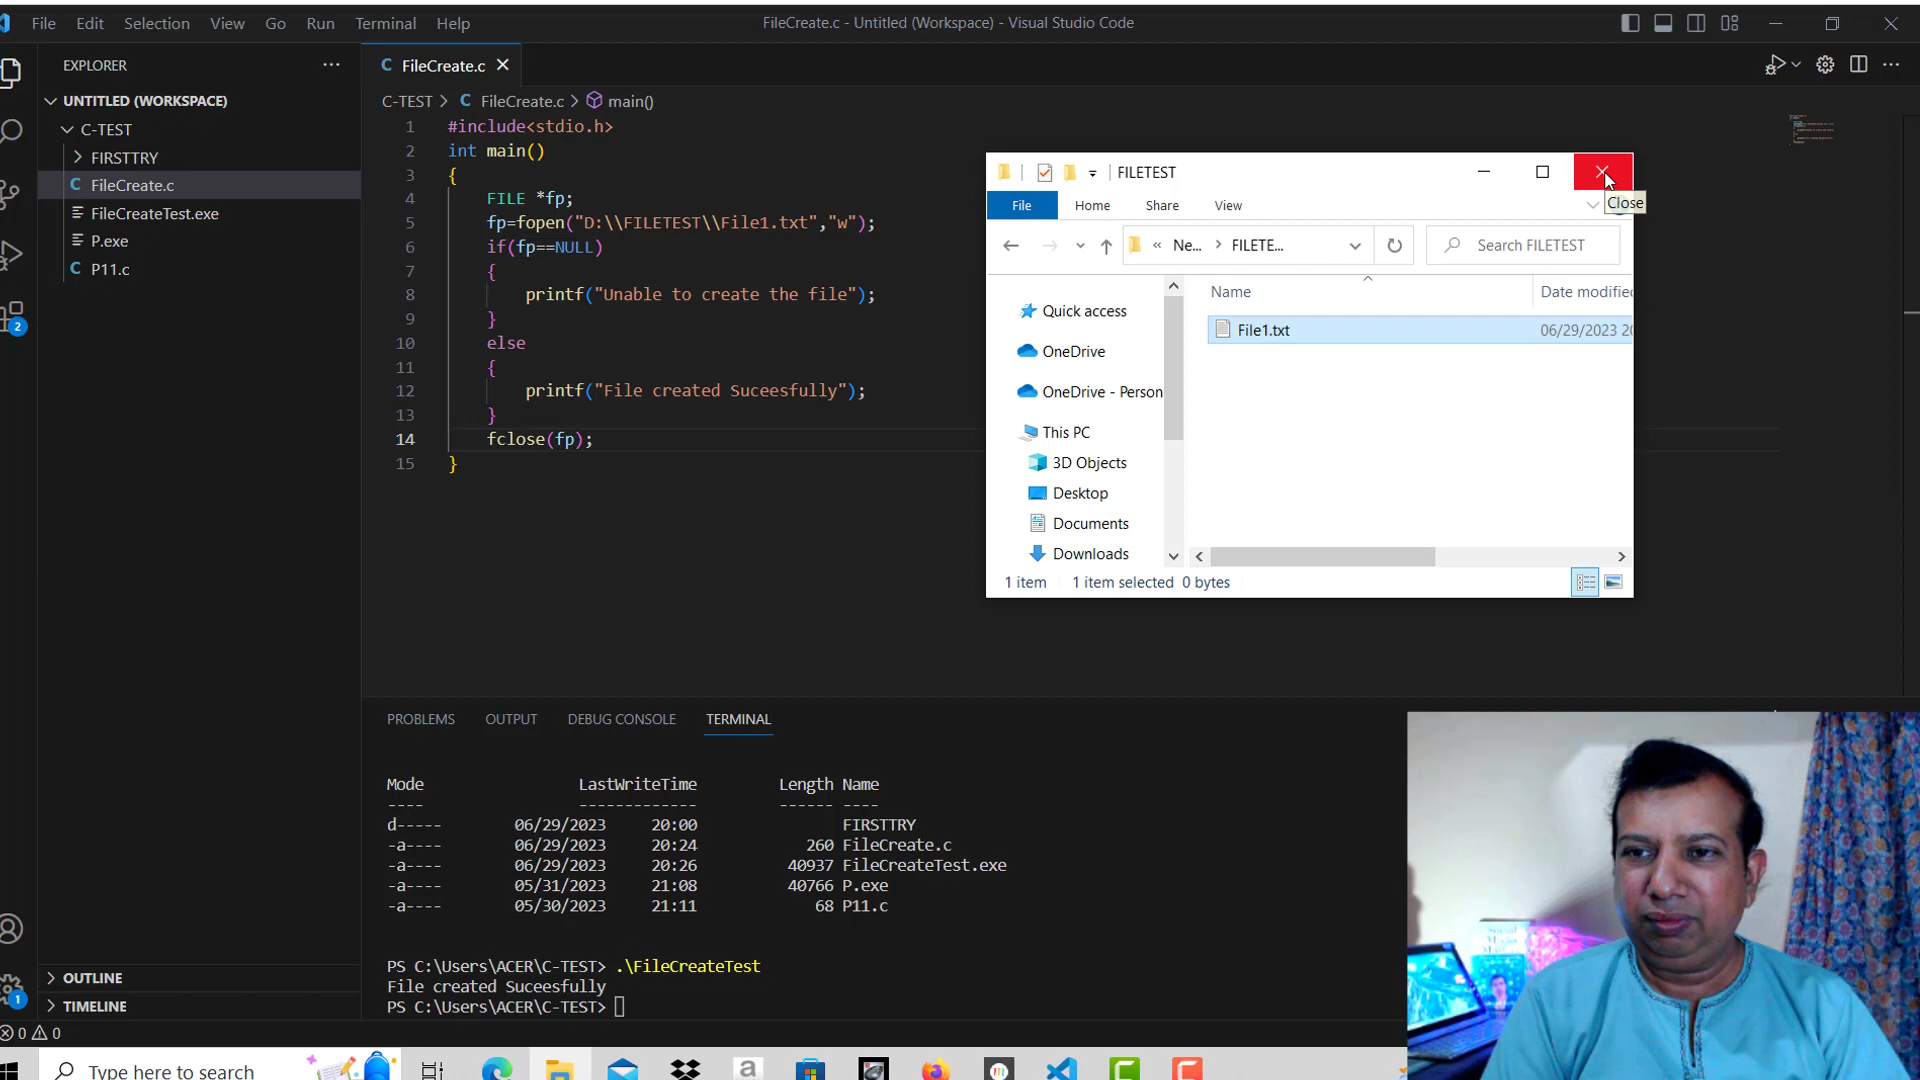 File Edit Selection View Go Run Terminal Help
FileCreate.c - Untitled (Workspace) - Visual Studio Code
EXPLORER
UNTITLED (WORKSPACE)
C-TEST
FIRSTTRY
FileCreate.c
FileCreateTest.exe
P.exe
P11.c
2
OUTLINE
TIMELINE
1
0 0
FileCreate.c
C-TEST > C FileCreate.c > main()
1 #include<stdio.h>
2 int main()
3 {
4 FILE *fp;
5 fp=fopen("D:\\FILETEST\\File1.txt","w");
6 if(fp==NULL)
7 {
8 printf("Unable to create the file");
9 }
10 else
11 {
12 printf("File created Suceesfully");
13 }
14 fclose(fp);
15 }
FILETEST
Close
File Home Share View
« Ne... > FILETE...
Search FILETEST
Name Date modified
File1.txt 06/29/2023 20
Quick access
OneDrive
OneDrive - Person
This PC
3D Objects
Desktop
Documents
Downloads
1 item 1 item selected 0 bytes
PROBLEMS OUTPUT DEBUG CONSOLE TERMINAL
Mode LastWriteTime Length Name
---- ------------- ------ ----
d----- 06/29/2023 20:00 FIRSTTRY
-a---- 06/29/2023 20:24 260 FileCreate.c
-a---- 06/29/2023 20:26 40937 FileCreateTest.exe
-a---- 05/31/2023 21:08 40766 P.exe
-a---- 05/30/2023 21:11 68 P11.c
PS C:\Users\ACER\C-TEST> .\FileCreateTest
File created Suceesfully
PS C:\Users\ACER\C-TEST>
Type here to search